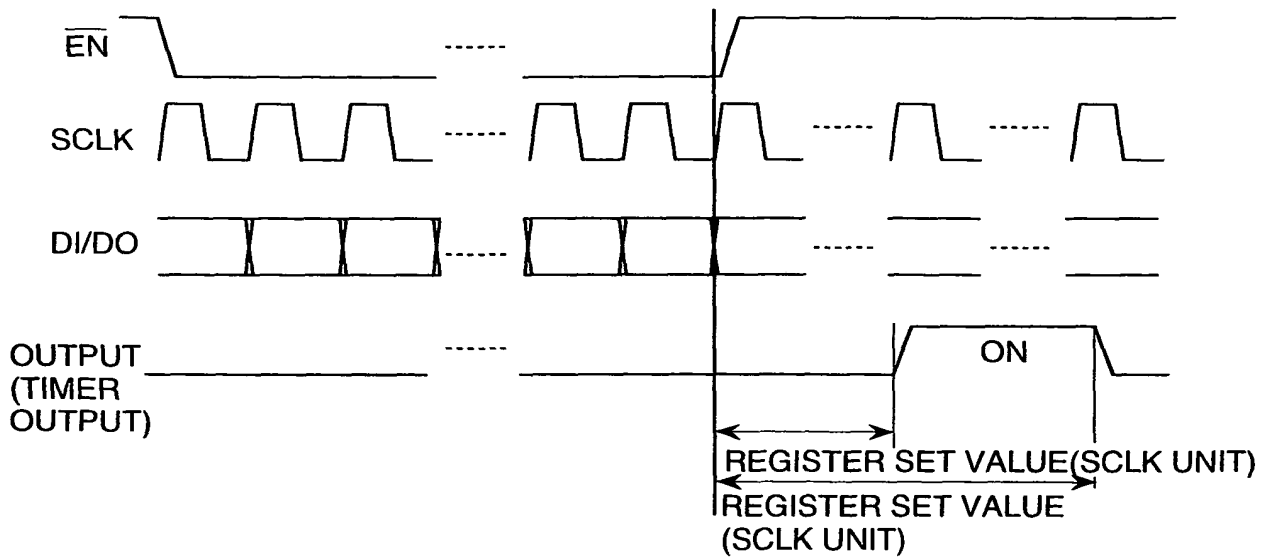 EN
SCLK
DI/DO
OUTPUT
(TIMER
OUTPUT)
ON
REGISTER SET VALUE(SCLK UNIT)
REGISTER SET VALUE
(SCLK UNIT)